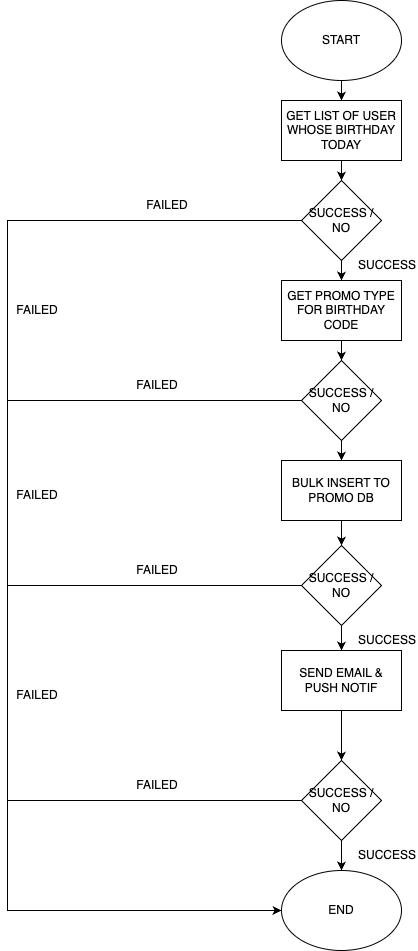 START
GET LIST OF USER
WHOSE BIRTHDAY
TODAY
FAILED
SUCCESS /
NO
SUCCESS
FAILED
GET PROMO TYPE
FOR BIRTHDAY
CODE
FAILED
SUCCESS /
NO
FAILED
BULK INSERT TO
PROMO DB
FAILED
SUCCESS /
NO
SUCCESS
FAILED
SEND EMAIL &
PUSH NOTIF
FAILED
SUCCESS /
NO
SUCCESS
END